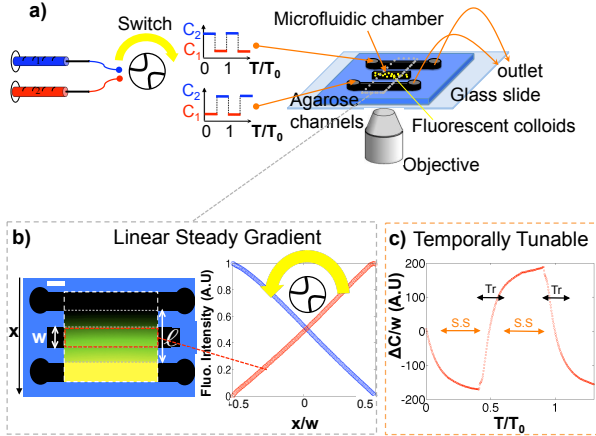 a)
Switch
1
2
C₂
C₁
0 1 T/T₀
C₂
C₁
0 1 T/T₀
Microfluidic chamber
outlet
Glass slide
Agarose
channels
Fluorescent colloids
Objective
b)
Linear Steady Gradient
x
w
ℓ
Fluo. Intensity (A.U)
1
0.8
0.6
0.4
0.2
0
-0.5 0 0.5
x/w
c)
Temporally Tunable
ΔC/w (A.U)
200
100
0
-100
-200
Tr
Tr
S.S
S.S
0 0.5 1
T/T₀